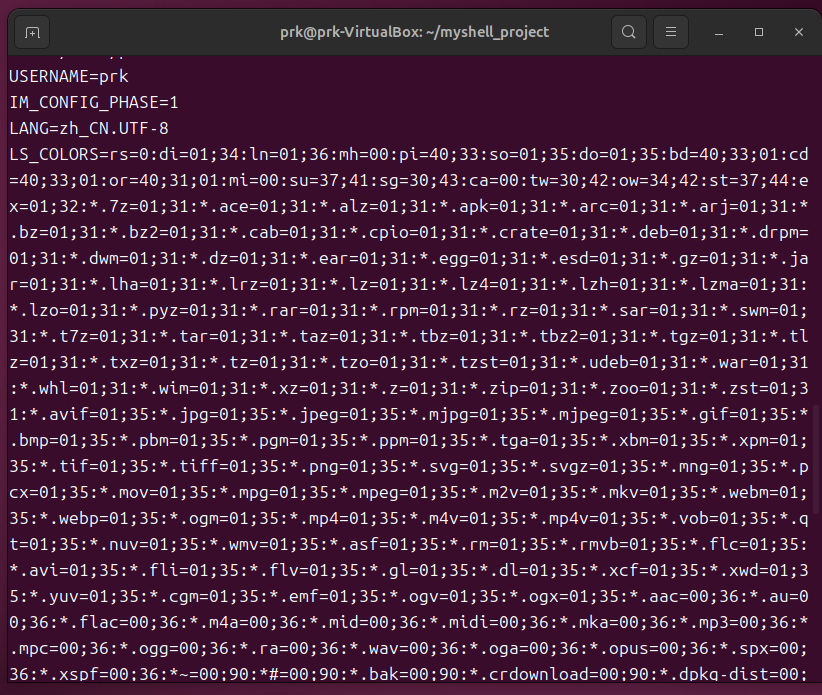 prk@prk-VirtualBox: ~/myshell_project
USERNAME=prk
IM_CONFIG_PHASE=1
LANG=zh_CN.UTF-8
LS_COLORS=rs=0:di=01;34:ln=01;36:mh=00:pi=40;33:so=01;35:do=01;35:bd=40;33;01:cd
=40;33;01:or=40;31;01:mi=00:su=37;41:sg=30;43:ca=00:tw=30;42:ow=34;42:st=37;44:e
x=01;32:*.7z=01;31:*.ace=01;31:*.alz=01;31:*.apk=01;31:*.arc=01;31:*.arj=01;31:*
.bz=01;31:*.bz2=01;31:*.cab=01;31:*.cpio=01;31:*.crate=01;31:*.deb=01;31:*.drpm=
01;31:*.dwm=01;31:*.dz=01;31:*.ear=01;31:*.egg=01;31:*.esd=01;31:*.gz=01;31:*.ja
r=01;31:*.lha=01;31:*.lrz=01;31:*.lz=01;31:*.lz4=01;31:*.lzh=01;31:*.lzma=01;31:
*.lzo=01;31:*.pyz=01;31:*.rar=01;31:*.rpm=01;31:*.rz=01;31:*.sar=01;31:*.swm=01;
31:*.t7z=01;31:*.tar=01;31:*.taz=01;31:*.tbz=01;31:*.tbz2=01;31:*.tgz=01;31:*.tl
z=01;31:*.txz=01;31:*.tz=01;31:*.tzo=01;31:*.tzst=01;31:*.udeb=01;31:*.war=01;31
:*.whl=01;31:*.wim=01;31:*.xz=01;31:*.z=01;31:*.zip=01;31:*.zoo=01;31:*.zst=01;3
1:*.avif=01;35:*.jpg=01;35:*.jpeg=01;35:*.mjpg=01;35:*.mjpeg=01;35:*.gif=01;35:*
.bmp=01;35:*.pbm=01;35:*.pgm=01;35:*.ppm=01;35:*.tga=01;35:*.xbm=01;35:*.xpm=01;
35:*.tif=01;35:*.tiff=01;35:*.png=01;35:*.svg=01;35:*.svgz=01;35:*.mng=01;35:*.p
cx=01;35:*.mov=01;35:*.mpg=01;35:*.mpeg=01;35:*.m2v=01;35:*.mkv=01;35:*.webm=01;
35:*.webp=01;35:*.ogm=01;35:*.mp4=01;35:*.m4v=01;35:*.mp4v=01;35:*.vob=01;35:*.q
t=01;35:*.nuv=01;35:*.wmv=01;35:*.asf=01;35:*.rm=01;35:*.rmvb=01;35:*.flc=01;35:
*.avi=01;35:*.fli=01;35:*.flv=01;35:*.gl=01;35:*.dl=01;35:*.xcf=01;35:*.xwd=01;3
5:*.yuv=01;35:*.cgm=01;35:*.emf=01;35:*.ogv=01;35:*.ogx=01;35:*.aac=00;36:*.au=0
0;36:*.flac=00;36:*.m4a=00;36:*.mid=00;36:*.midi=00;36:*.mka=00;36:*.mp3=00;36:*
.mpc=00;36:*.ogg=00;36:*.ra=00;36:*.wav=00;36:*.oga=00;36:*.opus=00;36:*.spx=00;
36:*.xspf=00;36:*~=00;90:*#=00;90:*.bak=00;90:*.crdownload=00;90:*.dpkg-dist=00;